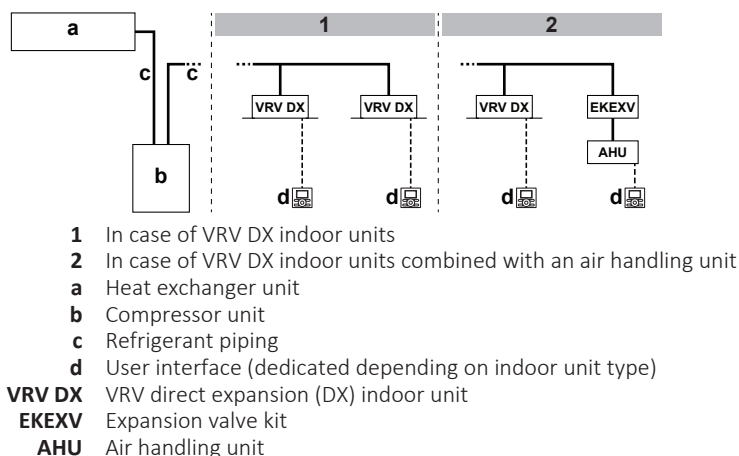 a 1 2
c c
VRV DX VRV DX VRV DX EKEXV
AHU
b
d d d d
1 In case of VRV DX indoor units
2 In case of VRV DX indoor units combined with an air handling unit
a Heat exchanger unit
b Compressor unit
c Refrigerant piping
d User interface (dedicated depending on indoor unit type)
VRV DX VRV direct expansion (DX) indoor unit
EKEXV Expansion valve kit
AHU Air handling unit